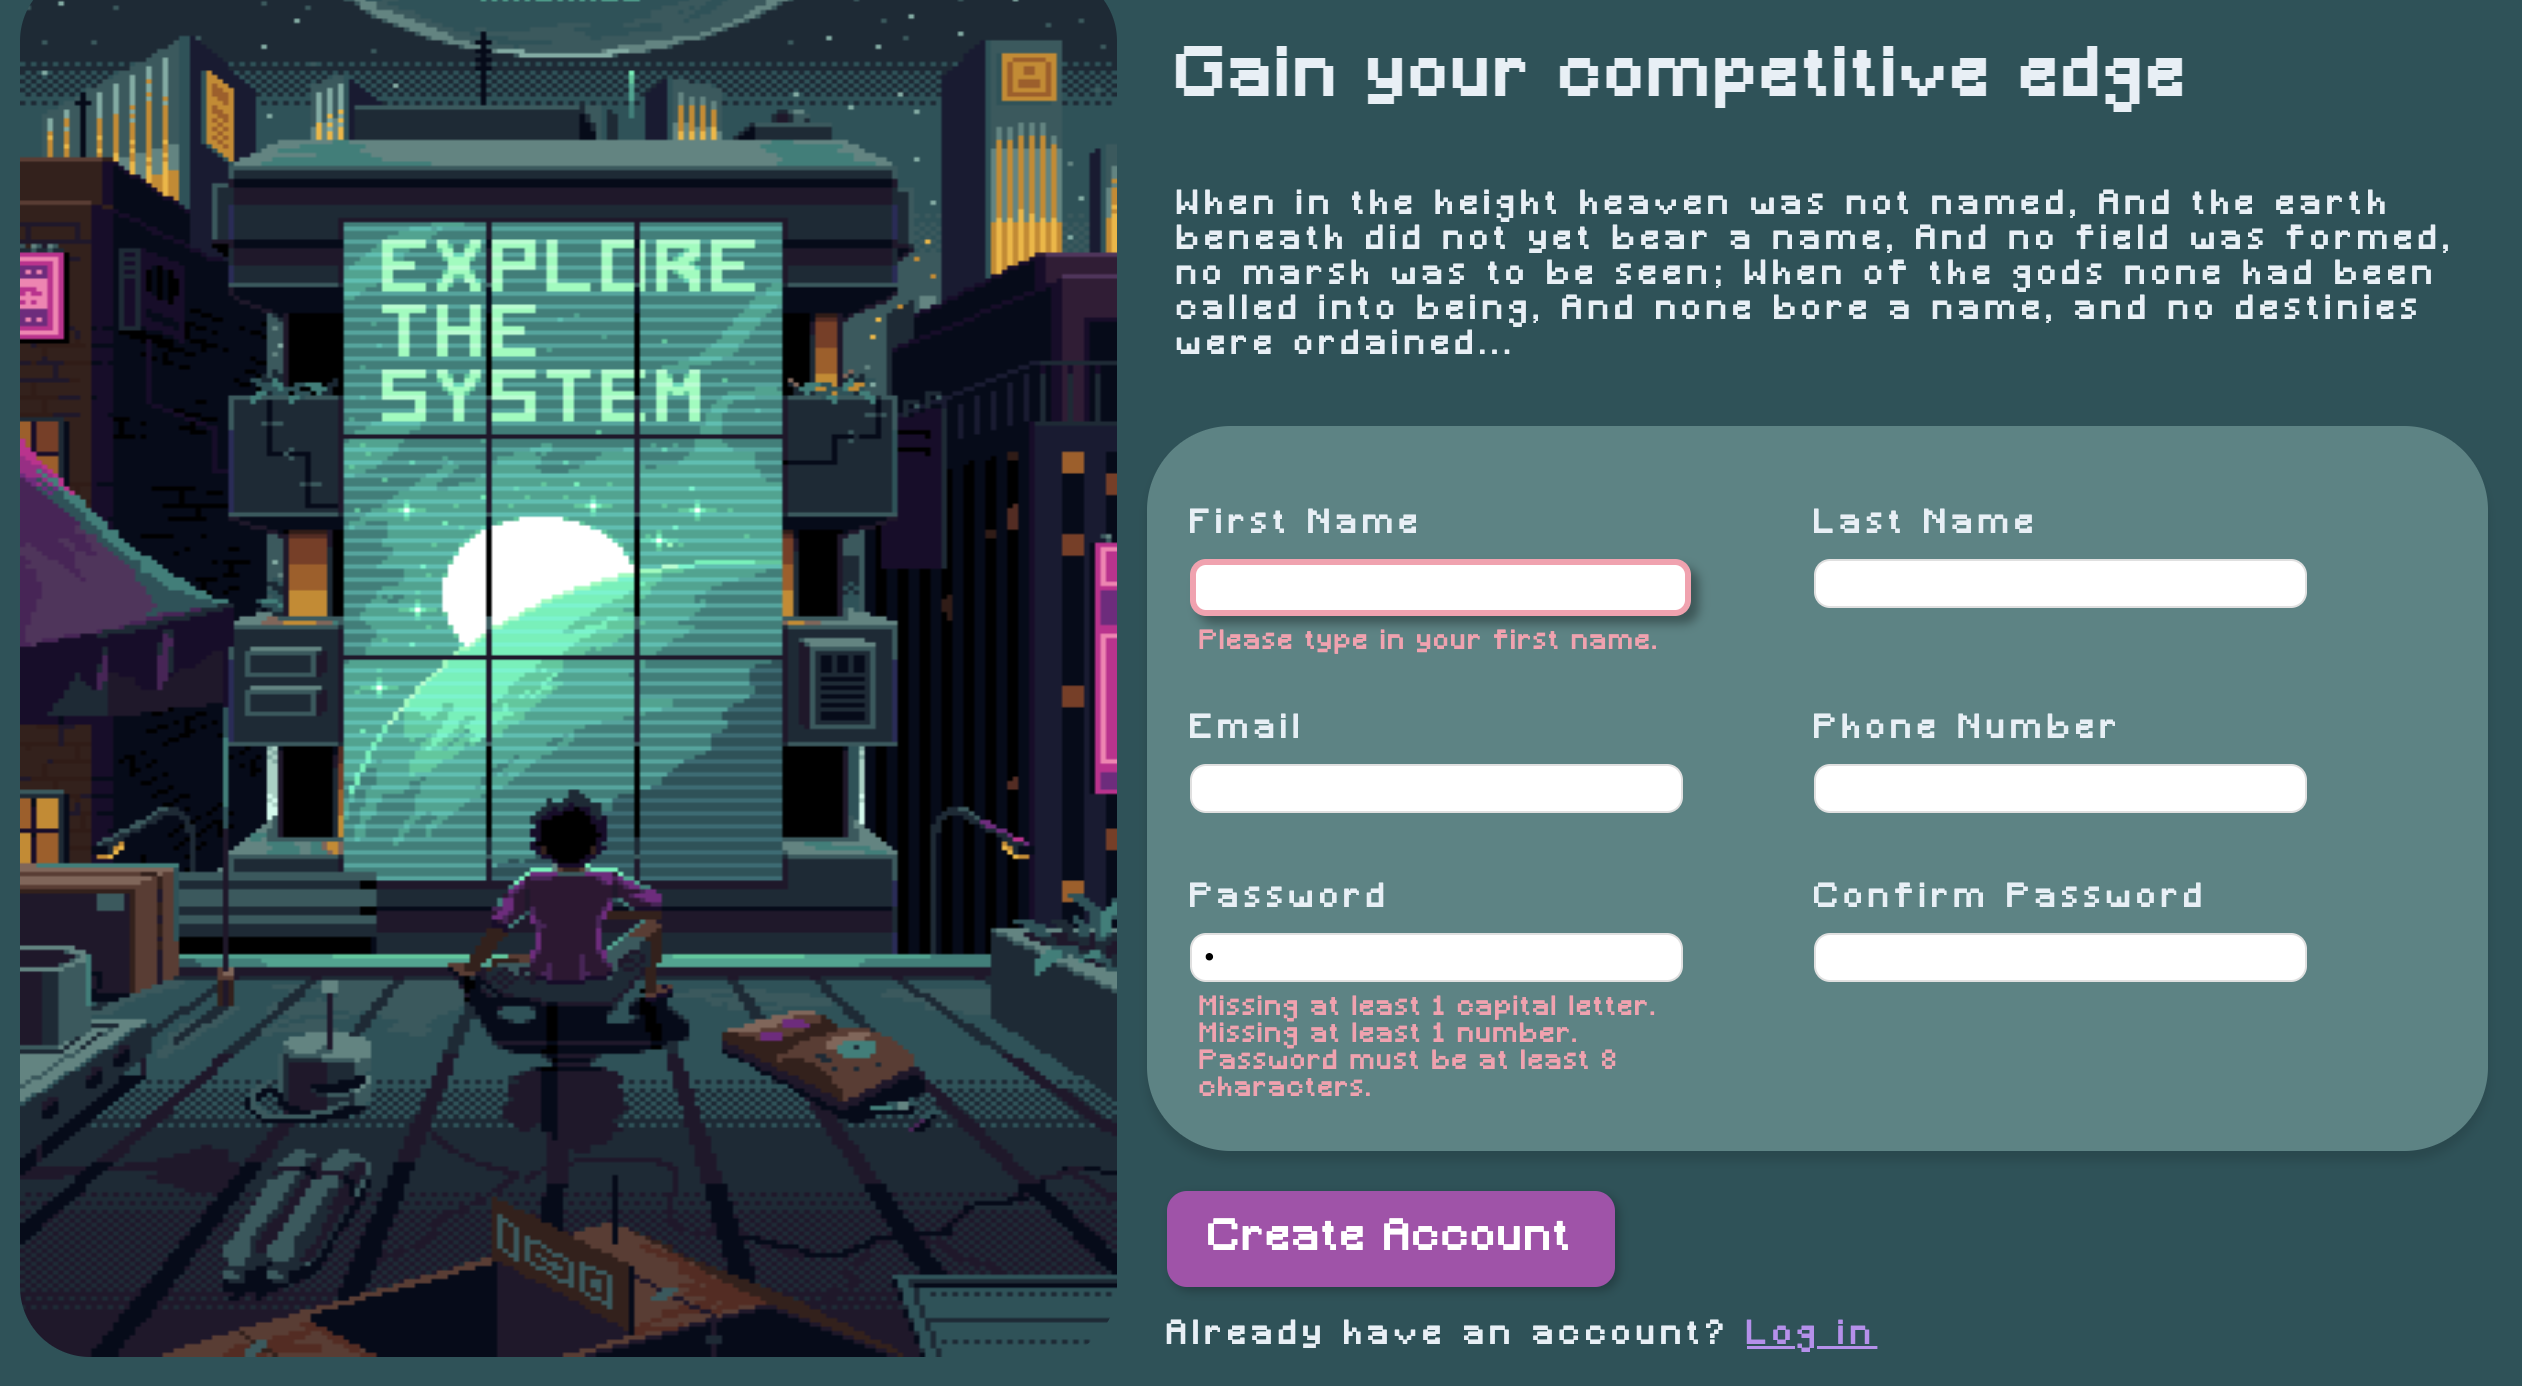 EXPLORE
THE
SYSTEM
Gain your competitive edge
When in the height heaven was not named, And the earth
beneath did not yet bear a name, And no field was formed,
no marsh was to be seen; When of the gods none had been
called into being, And none bore a name, and no destinies
were ordained...
First Name
Last Name
Please type in your first name.
Email
Phone Number
Password
Confirm Password
Missing at least 1 capital letter.
Missing at least 1 number.
Password must be at least 8
characters.
Create Account
Already have an account? Log in